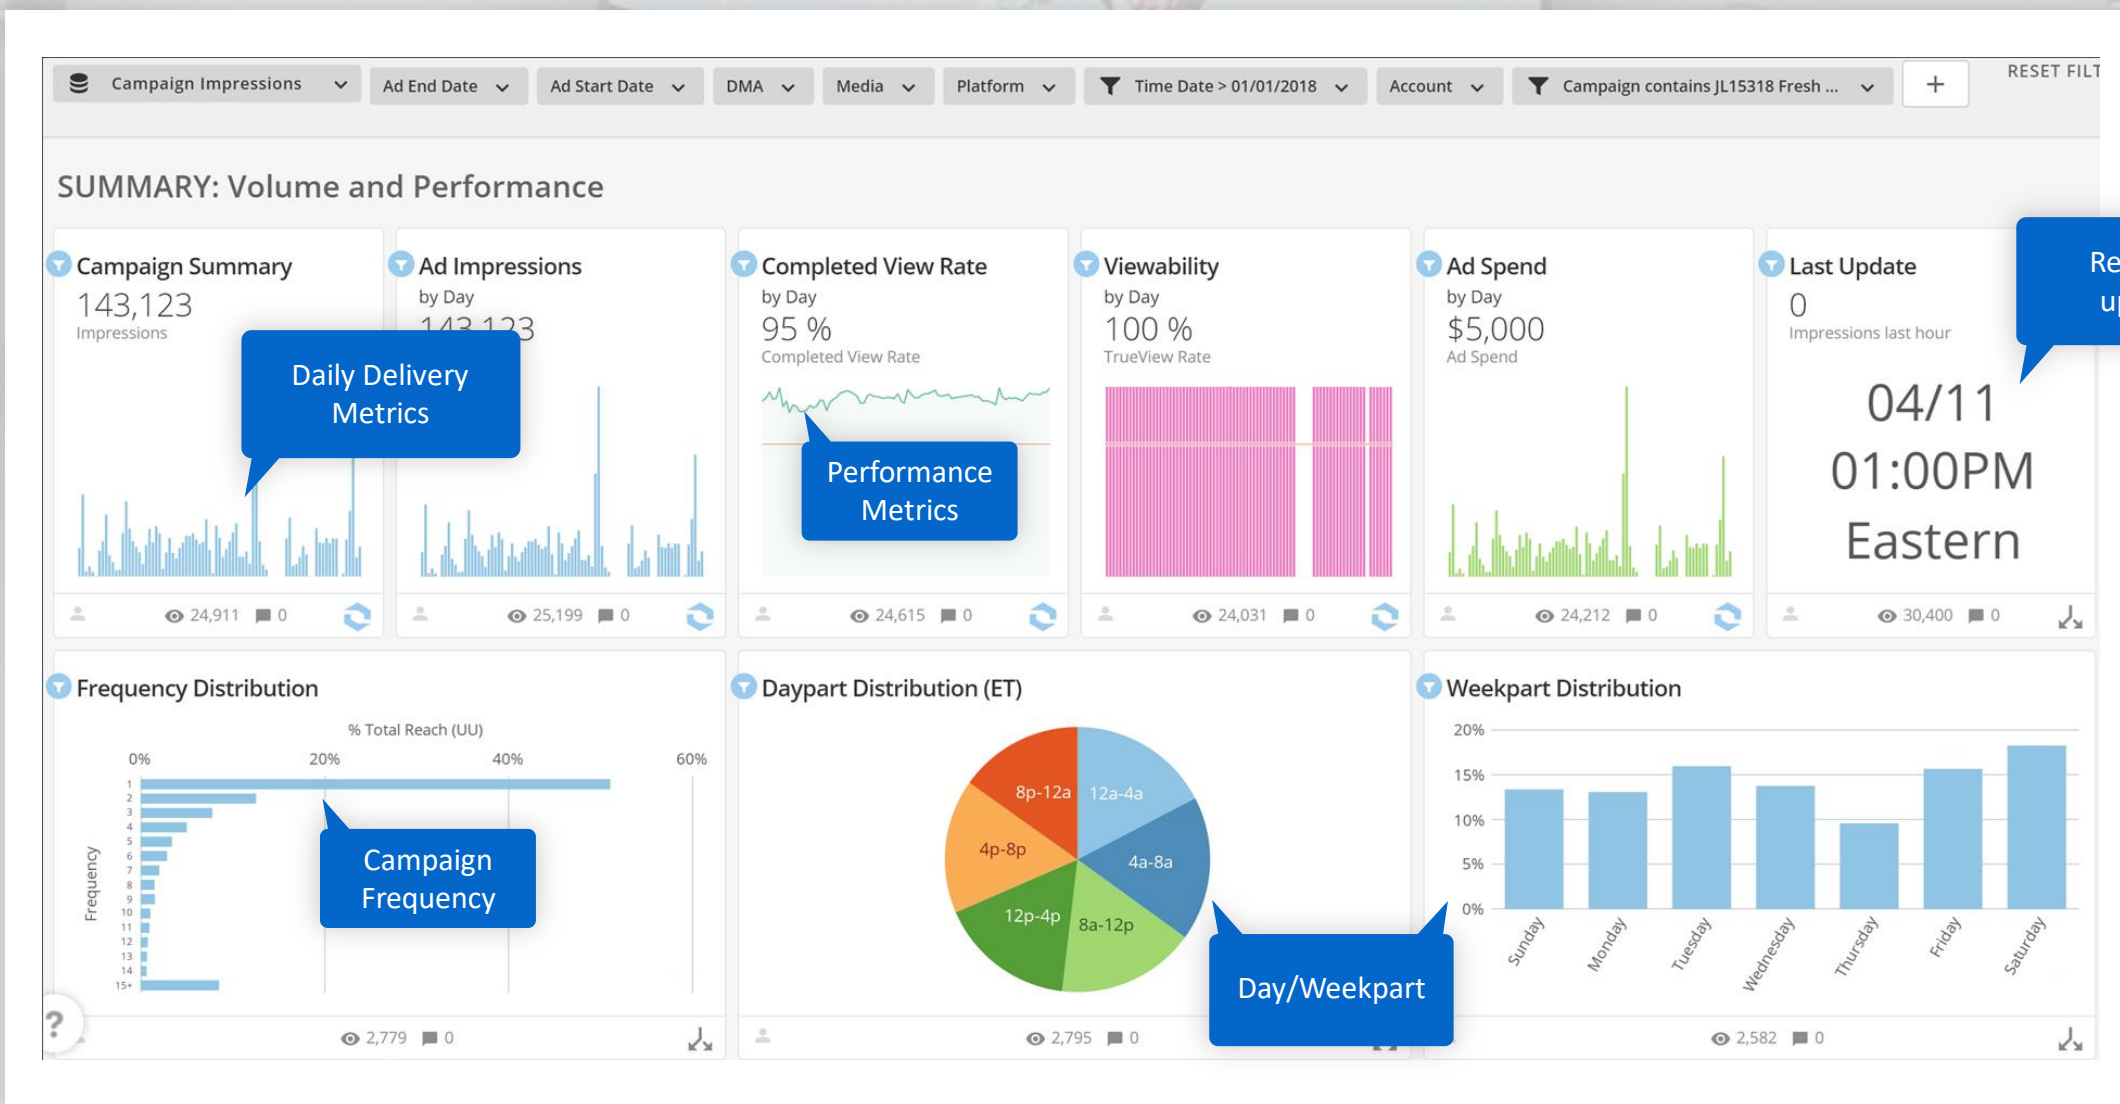 Campaign Impressions
Ad End Date
Ad Start Date
DMA
Media
Platform
Time Date > 01/01/2018
Account
Campaign contains JL15318 Fresh ...
+
RESET FILT
SUMMARY: Volume and Performance
Campaign Summary
143,123
Impressions
Daily Delivery
Metrics
24,911
0
Ad Impressions
by Day
143,123
25,199
0
Completed View Rate
by Day
95 %
Completed View Rate
Performance
Metrics
24,615
0
Viewability
by Day
100 %
TrueView Rate
24,031
0
Ad Spend
by Day
$5,000
Ad Spend
24,212
0
Last Update
0
Impressions last hour
04/11
01:00PM
Eastern
30,400
0
Re
up
Frequency Distribution
% Total Reach (UU)
0%
20%
40%
60%
Frequency
1
2
3
4
5
6
7
8
9
10
11
12
13
14
15+
Campaign
Frequency
?
2,779
0
Daypart Distribution (ET)
8p-12a
12a-4a
4p-8p
4a-8a
12p-4p
8a-12p
Day/Weekpart
2,795
0
Weekpart Distribution
20%
15%
10%
5%
0%
Sunday
Monday
Tuesday
Wednesday
Thursday
Friday
Saturday
2,582
0